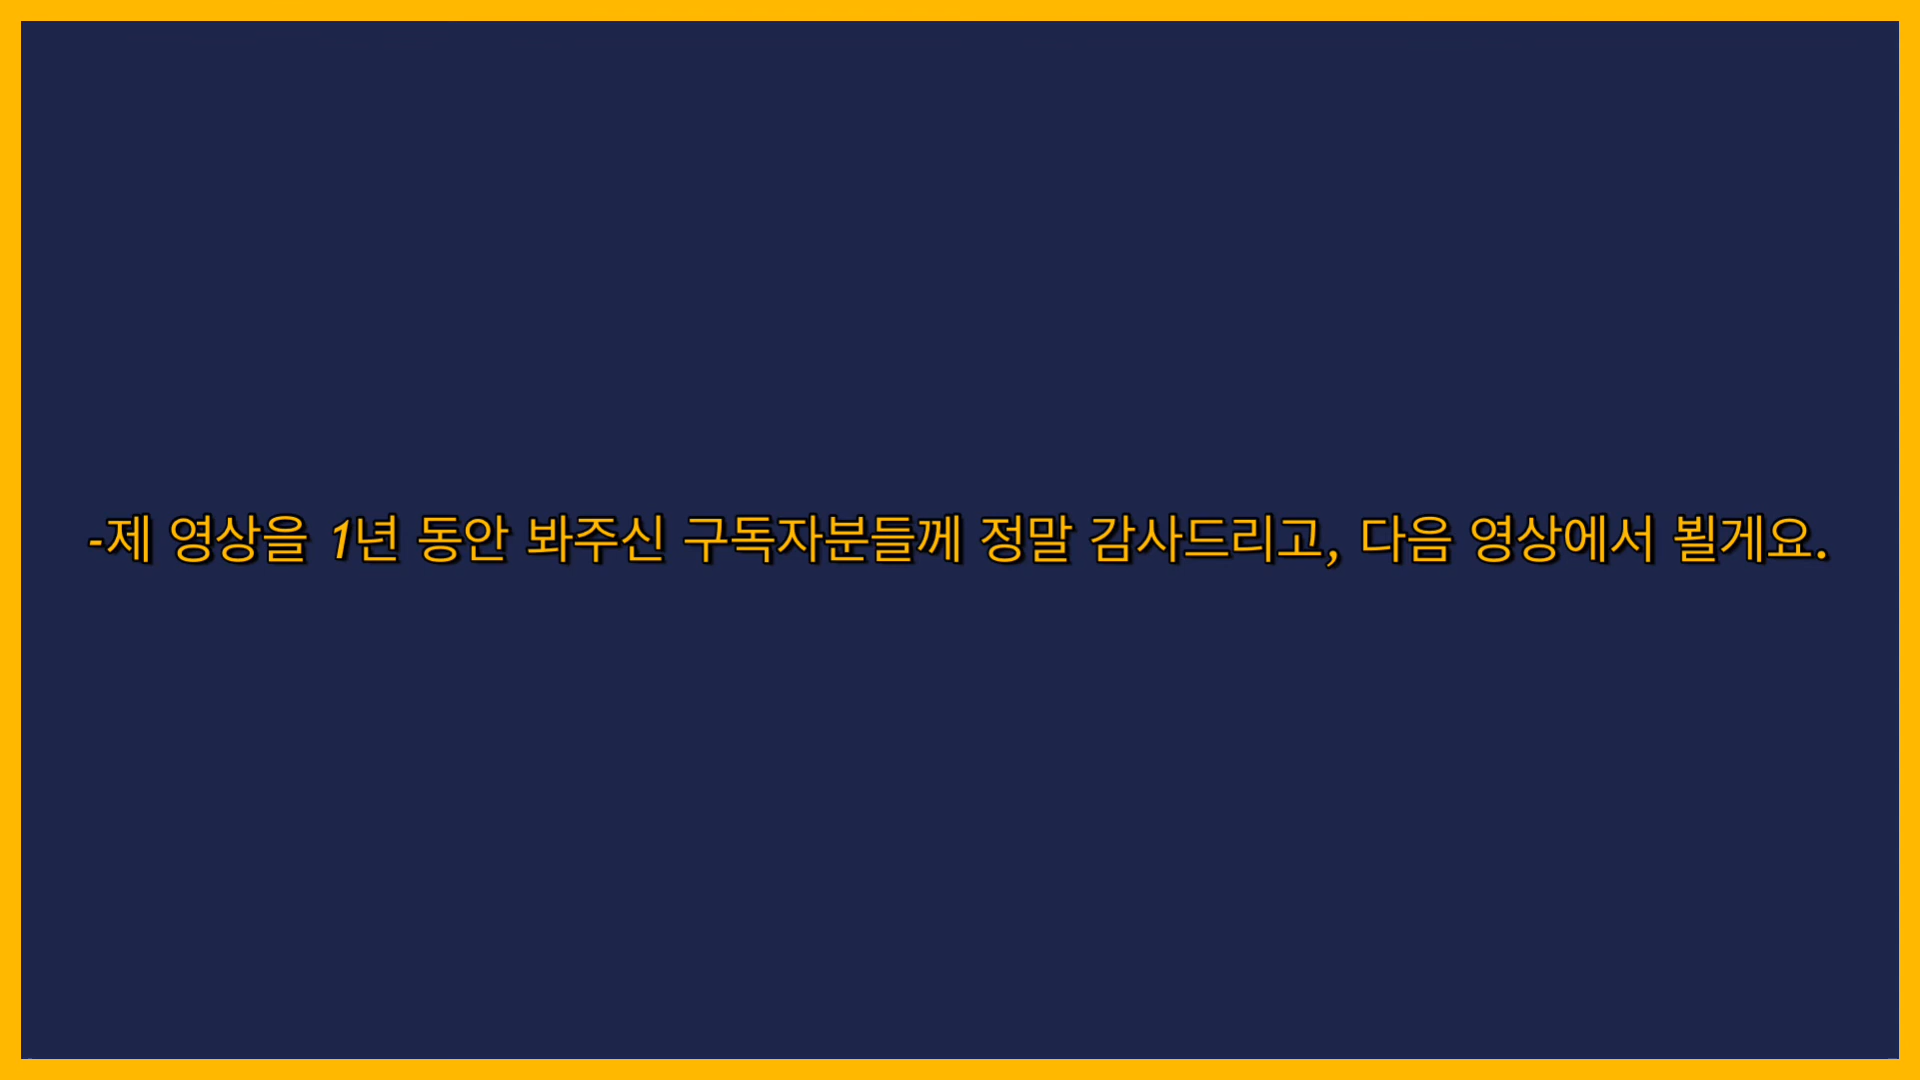 -제 영상을 1년 동안 봐주신 구독자분들께 정말 감사드리고, 다음 영상에서 뵐게요.